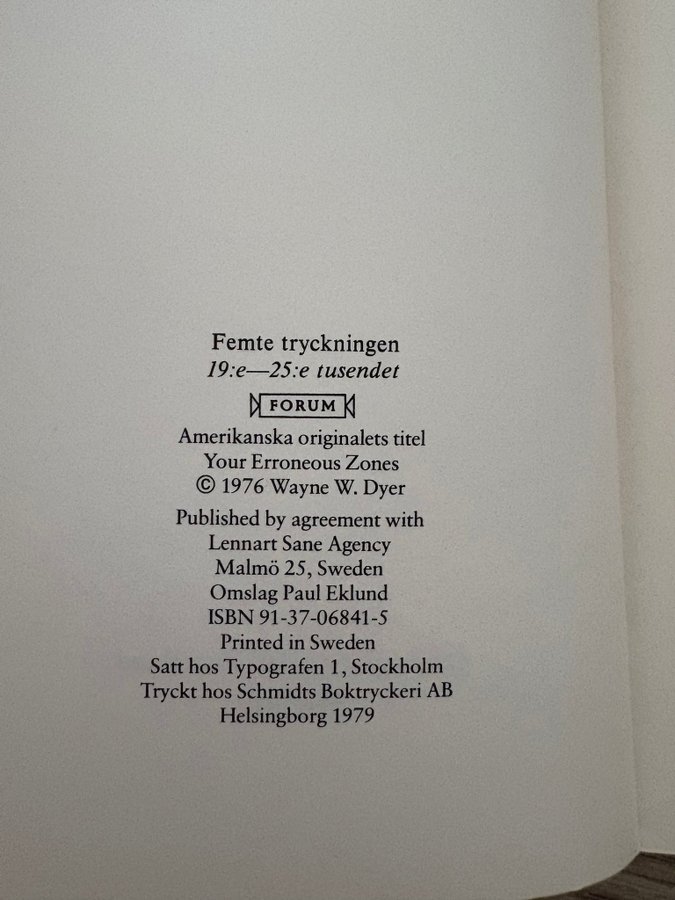 Femte tryckningen
19:e—25:e tusendet
FORUM
Amerikanska originalets titel
Your Erroneous Zones
© 1976 Wayne W. Dyer
Published by agreement with
Lennart Sane Agency
Malmö 25, Sweden
Omslag Paul Eklund
ISBN 91-37-06841-5
Printed in Sweden
Satt hos Typografen 1, Stockholm
Tryckt hos Schmidts Boktryckeri AB
Helsingborg 1979